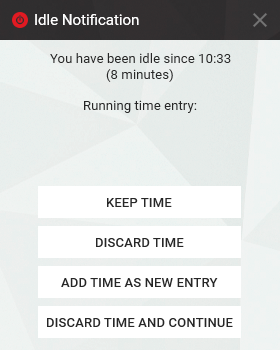 Idle Notification
You have been idle since 10:33
(8 minutes)
Running time entry:
KEEP TIME
DISCARD TIME
ADD TIME AS NEW ENTRY
DISCARD TIME AND CONTINUE